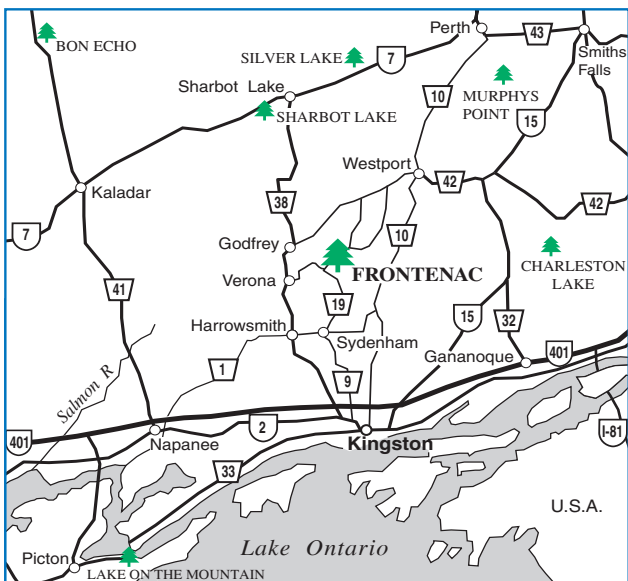 BON ECHO
SILVER LAKE
7
Perth
43
Smiths
Falls
Sharbot Lake
10
MURPHYS
POINT
SHARBOT LAKE
15
Westport
42
Kaladar
38
42
7
Godfrey
10
FRONTENAC
CHARLESTON
LAKE
41
Verona
19
15
32
Harrowsmith
Sydenham
Gananoque
401
1
9
Salmon R
401
Napanee
2
Kingston
I-81
33
U.S.A.
Picton
Lake Ontario
LAKE ON THE MOUNTAIN